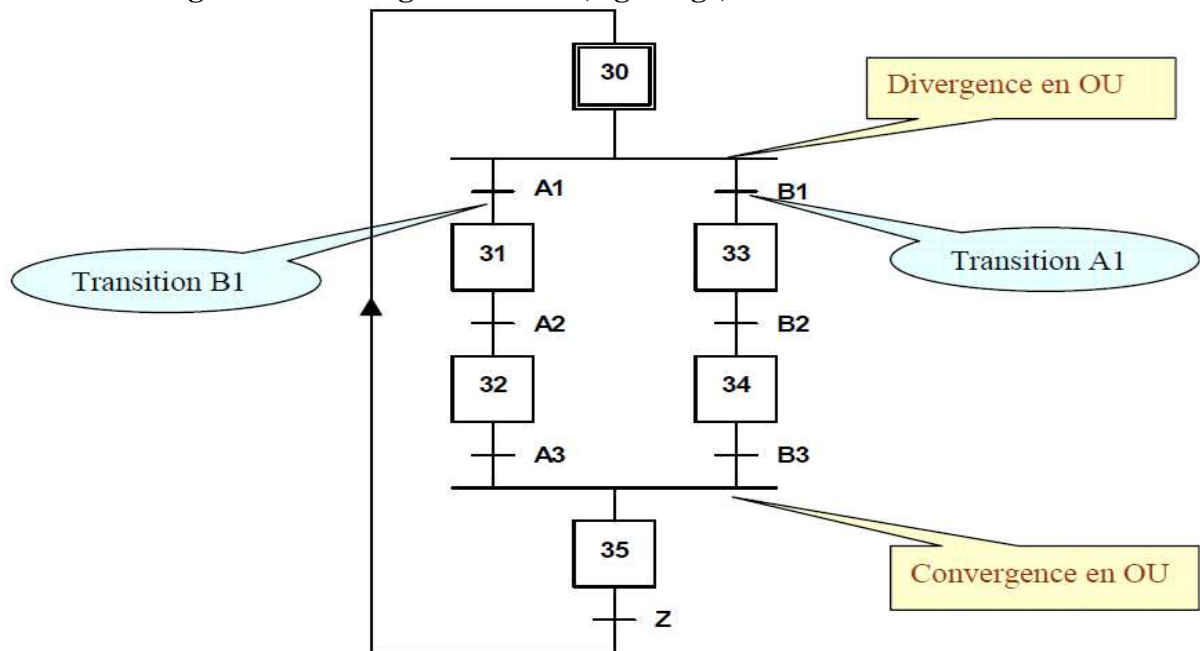 30
Divergence en OU
A1
B1
Transition B1
31
33
Transition A1
A2
B2
32
34
A3
B3
35
Convergence en OU
Z